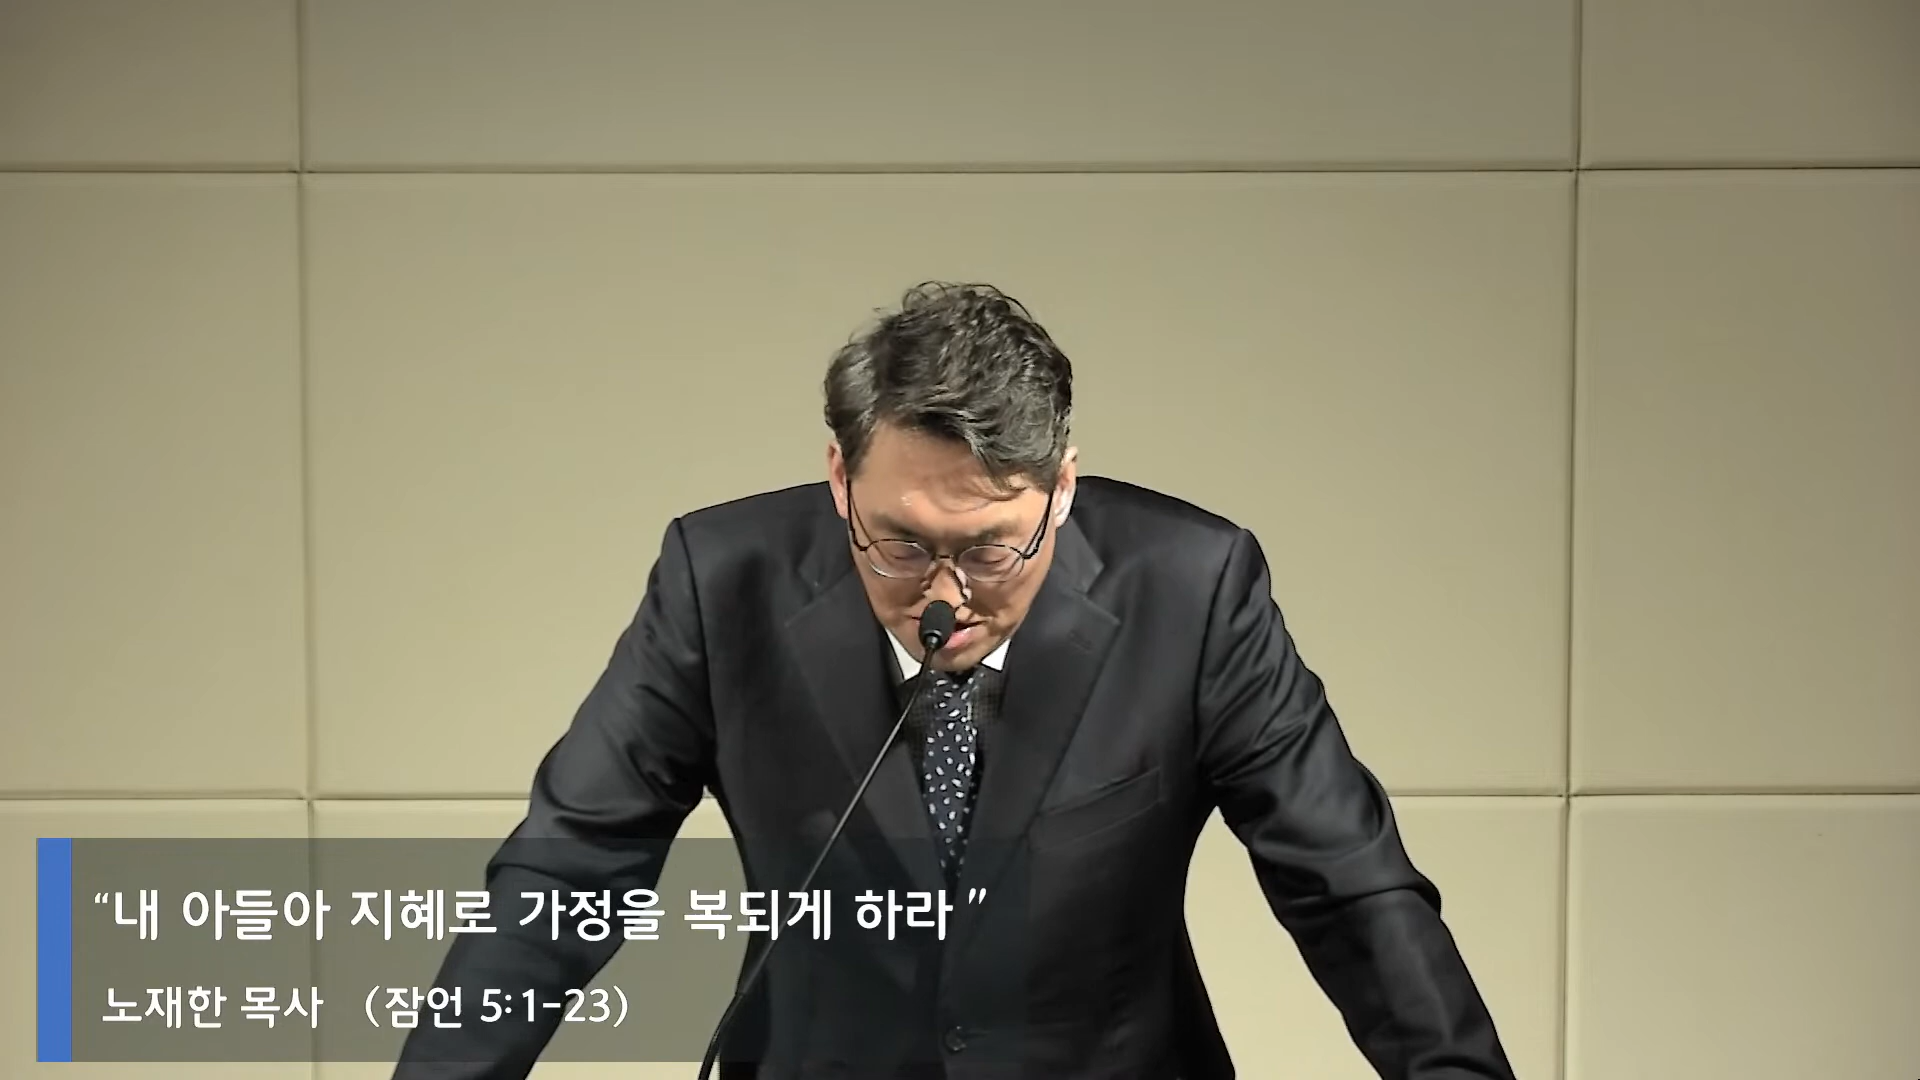 “내 아들아 지혜로 가정을 복되게 하라”
노재한 목사 (잠언 5:1-23)